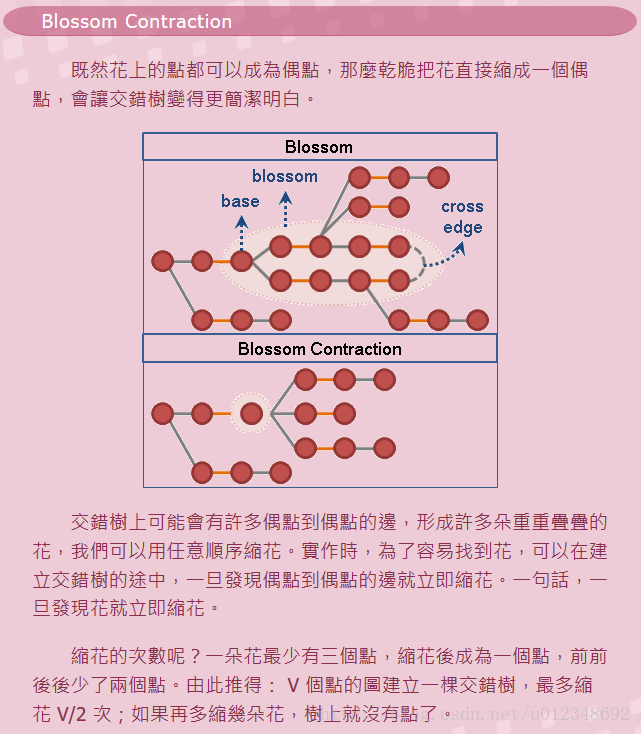 Blossom Contraction
既然花上的點都可以成為偶點，那麼乾脆把花直接縮成一個偶
點，會讓交錯樹變得更簡潔明白。
Blossom
blossom
base
cross
edge
Blossom Contraction
交錯樹上可能會有許多偶點到偶點的邊，形成許多朵重重疊疊的
花，我們可以用任意順序縮花。實作時，為了容易找到花，可以在建
立交錯樹的途中，一旦發現偶點到偶點的邊就立即縮花。一句話，一
旦發現花就立即縮花。
縮花的次數呢？一朵花最少有三個點，縮花後成為一個點，前前
後後少了兩個點。由此推得： V 個點的圖建立一棵交錯樹，最多縮
花 V/2 次；如果再多縮幾朵花，樹上就沒有點了。
csdn.net/u012348692